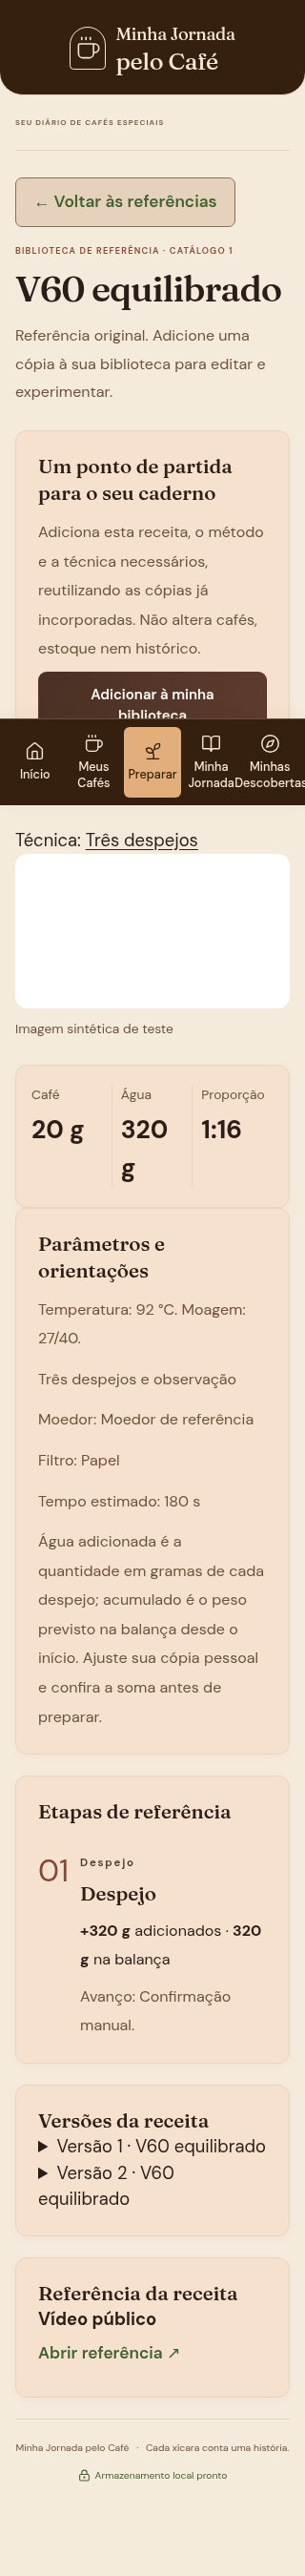 Minha Jornada
pelo Café
SEU DIÁRIO DE CAFÉS ESPECIAIS
← Voltar às referências
BIBLIOTECA DE REFERÊNCIA · CATÁLOGO 1
V60 equilibrado
Referência original. Adicione uma
cópia à sua biblioteca para editar e
experimentar.
Um ponto de partida
para o seu caderno
Adiciona esta receita, o método
e a técnica necessários,
reutilizando as cópias já
incorporadas. Não altera cafés,
estoque nem histórico.
Adicionar à minha
biblioteca
Início
Meus
Cafés
Preparar
Minha
Jornada
Minhas
Descobertas
Técnica: Três despejos
Imagem sintética de teste
Café
20 g
Água
320
g
Proporção
1:16
Parâmetros e
orientações
Temperatura: 92 °C. Moagem:
27/40.
Três despejos e observação
Moedor: Moedor de referência
Filtro: Papel
Tempo estimado: 180 s
Água adicionada é a
quantidade em gramas de cada
despejo; acumulado é o peso
previsto na balança desde o
início. Ajuste sua cópia pessoal
e confira a soma antes de
preparar.
Etapas de referência
01
Despejo
Despejo
+320 g adicionados · 320
g na balança
Avanço: Confirmação
manual.
Versões da receita
▶ Versão 1 · V60 equilibrado
▶ Versão 2 · V60
equilibrado
Referência da receita
Vídeo público
Abrir referência ↗
Minha Jornada pelo Café · Cada xícara conta uma história.
Armazenamento local pronto